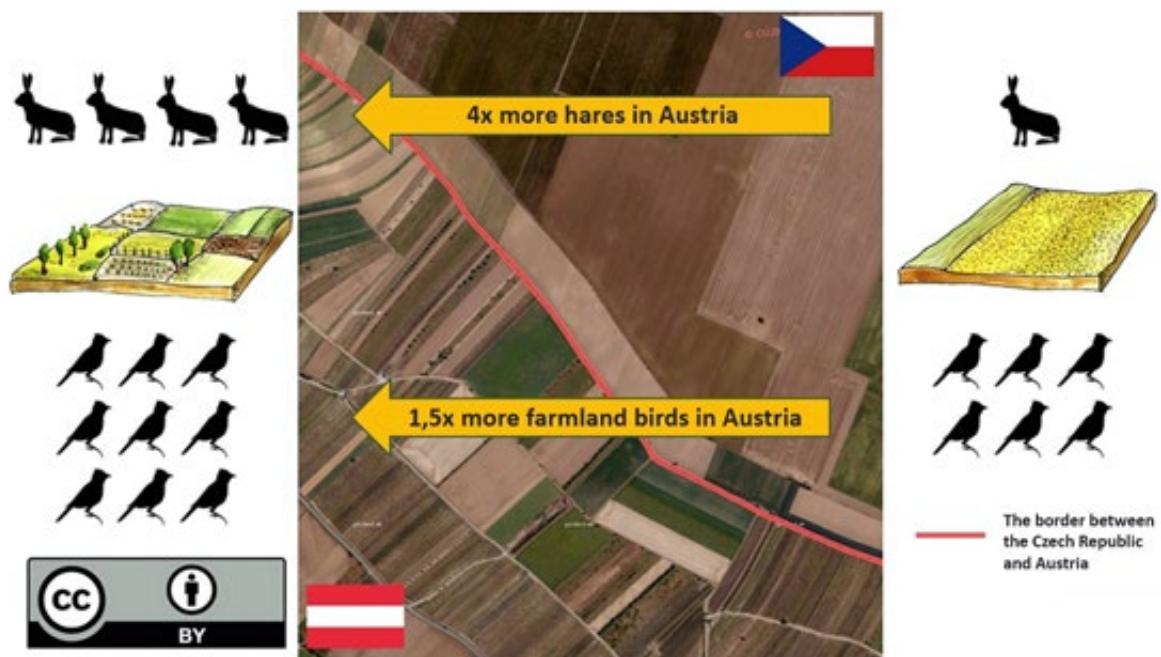 4x more hares in Austria
1,5x more farmland birds in Austria
The border between
the Czech Republic
and Austria
CC
BY